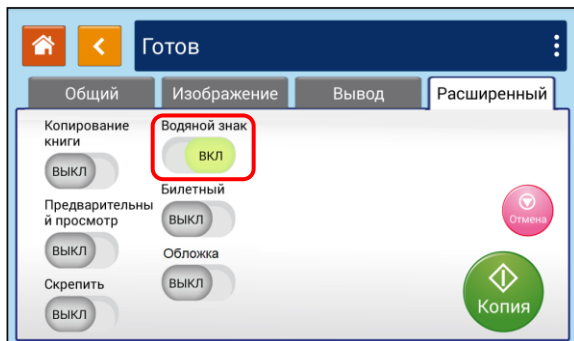 Готов
Общий
Изображение
Вывод
Расширенный
Копирование
книги
ВЫКЛ
Предварительны
й просмотр
ВЫКЛ
Скрепить
ВЫКЛ
Водяной знак
ВКЛ
Билетный
ВЫКЛ
Обложка
ВЫКЛ
Отмена
Копия